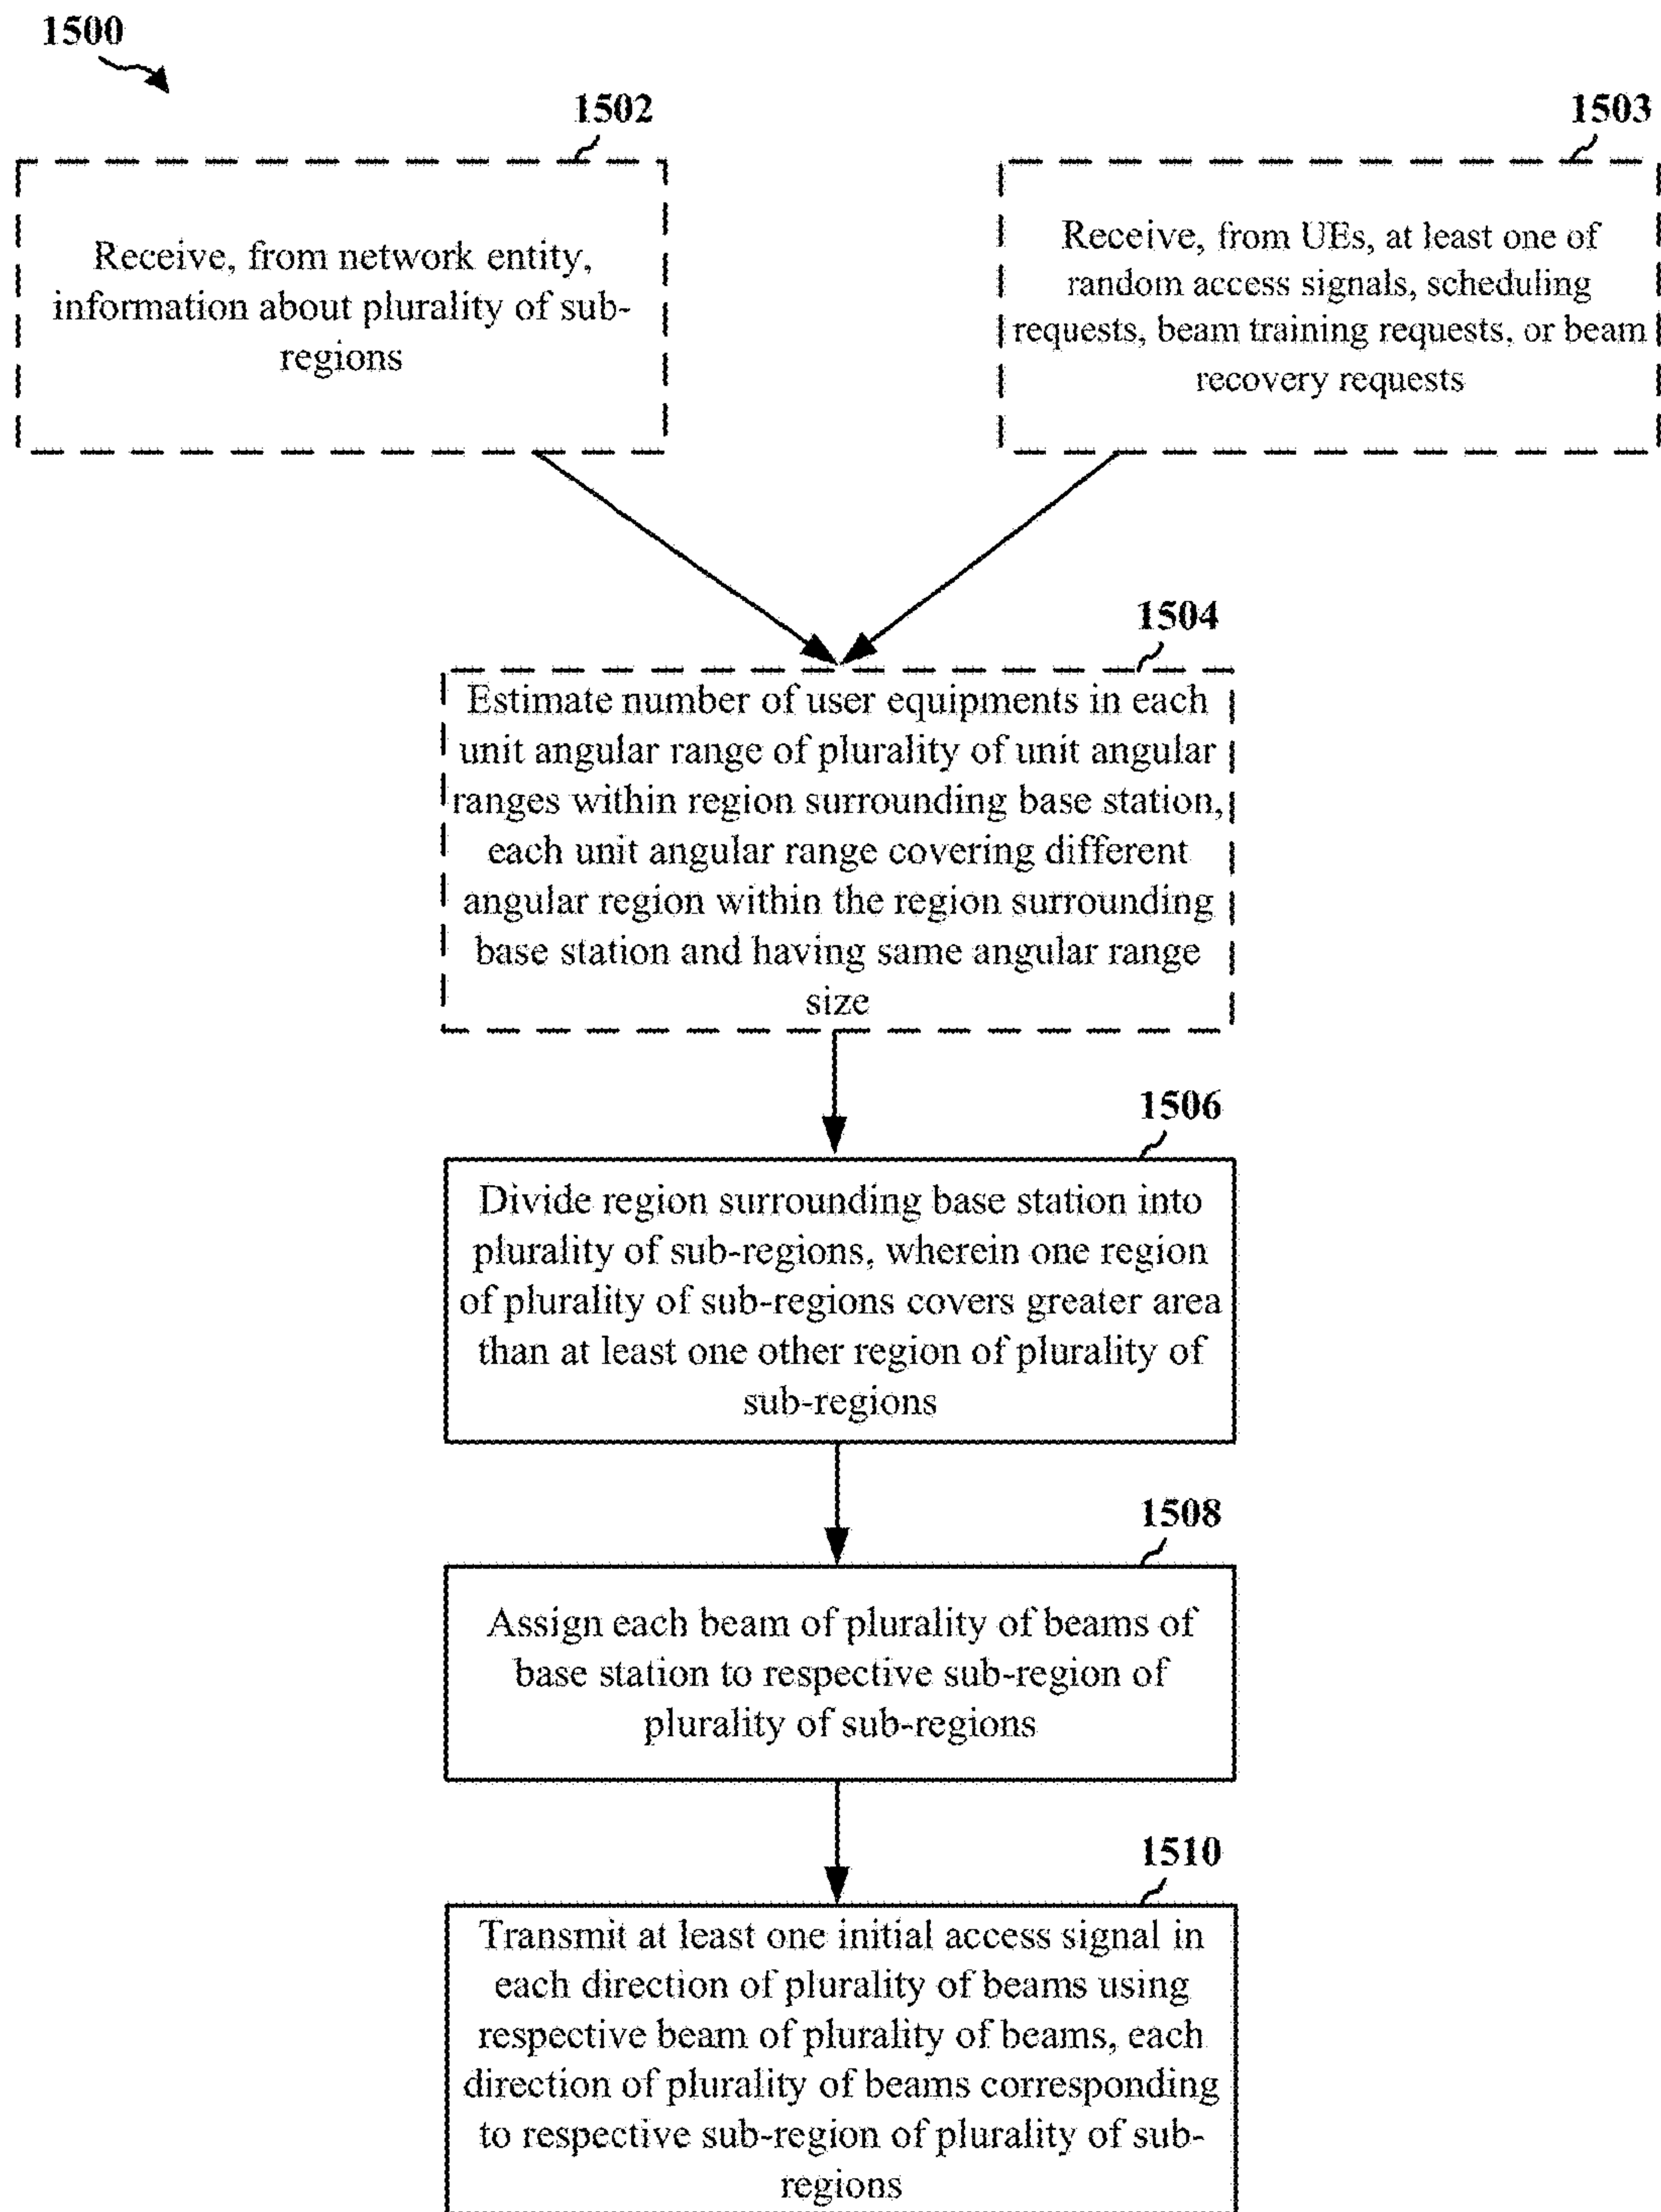 1500
1502
1503
Receive, from network entity,
information about plurality of sub-
regions
Receive, from UEs, at least one of
random access signals, scheduling
requests, beam training requests, or beam
recovery requests
1504
Estimate number of user equipments in each
unit angular range of plurality of unit angular
ranges within region surrounding base station,
each unit angular range covering different
angular region within the region surrounding
base station and having same angular range
size
1506
Divide region surrounding base station into
plurality of sub-regions, wherein one region
of plurality of sub-regions covers greater area
than at least one other region of plurality of
sub-regions
1508
Assign each beam of plurality of beams of
base station to respective sub-region of
plurality of sub-regions
1510
Transmit at least one initial access signal in
each direction of plurality of beams using
respective beam of plurality of beams, each
direction of plurality of beams corresponding
to respective sub-region of plurality of sub-
regions